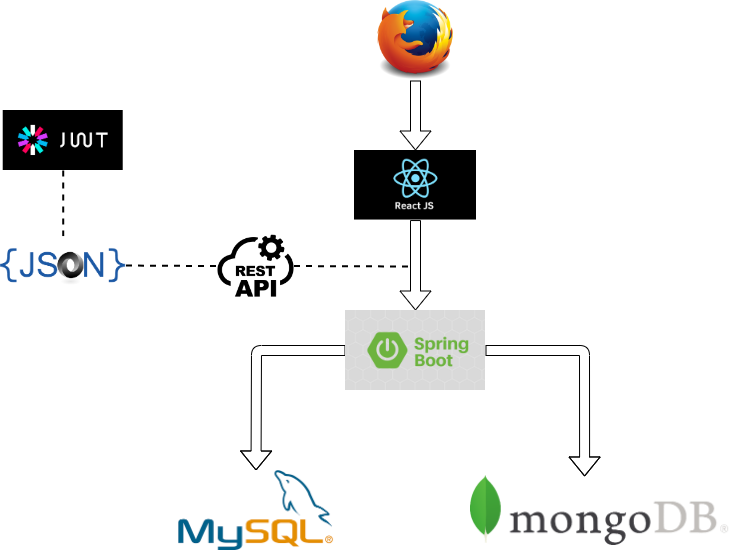 JWT
React JS
{JSON}
REST
API
Spring
Boot
MySQL®
mongoDB®